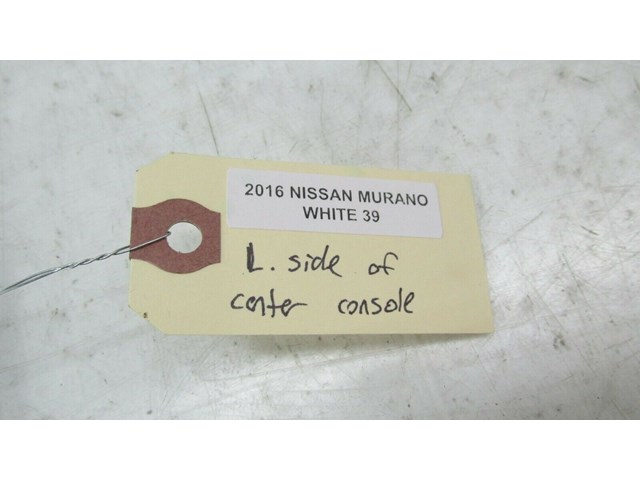 2016 NISSAN MURANO
WHITE 39
L. side of
center console